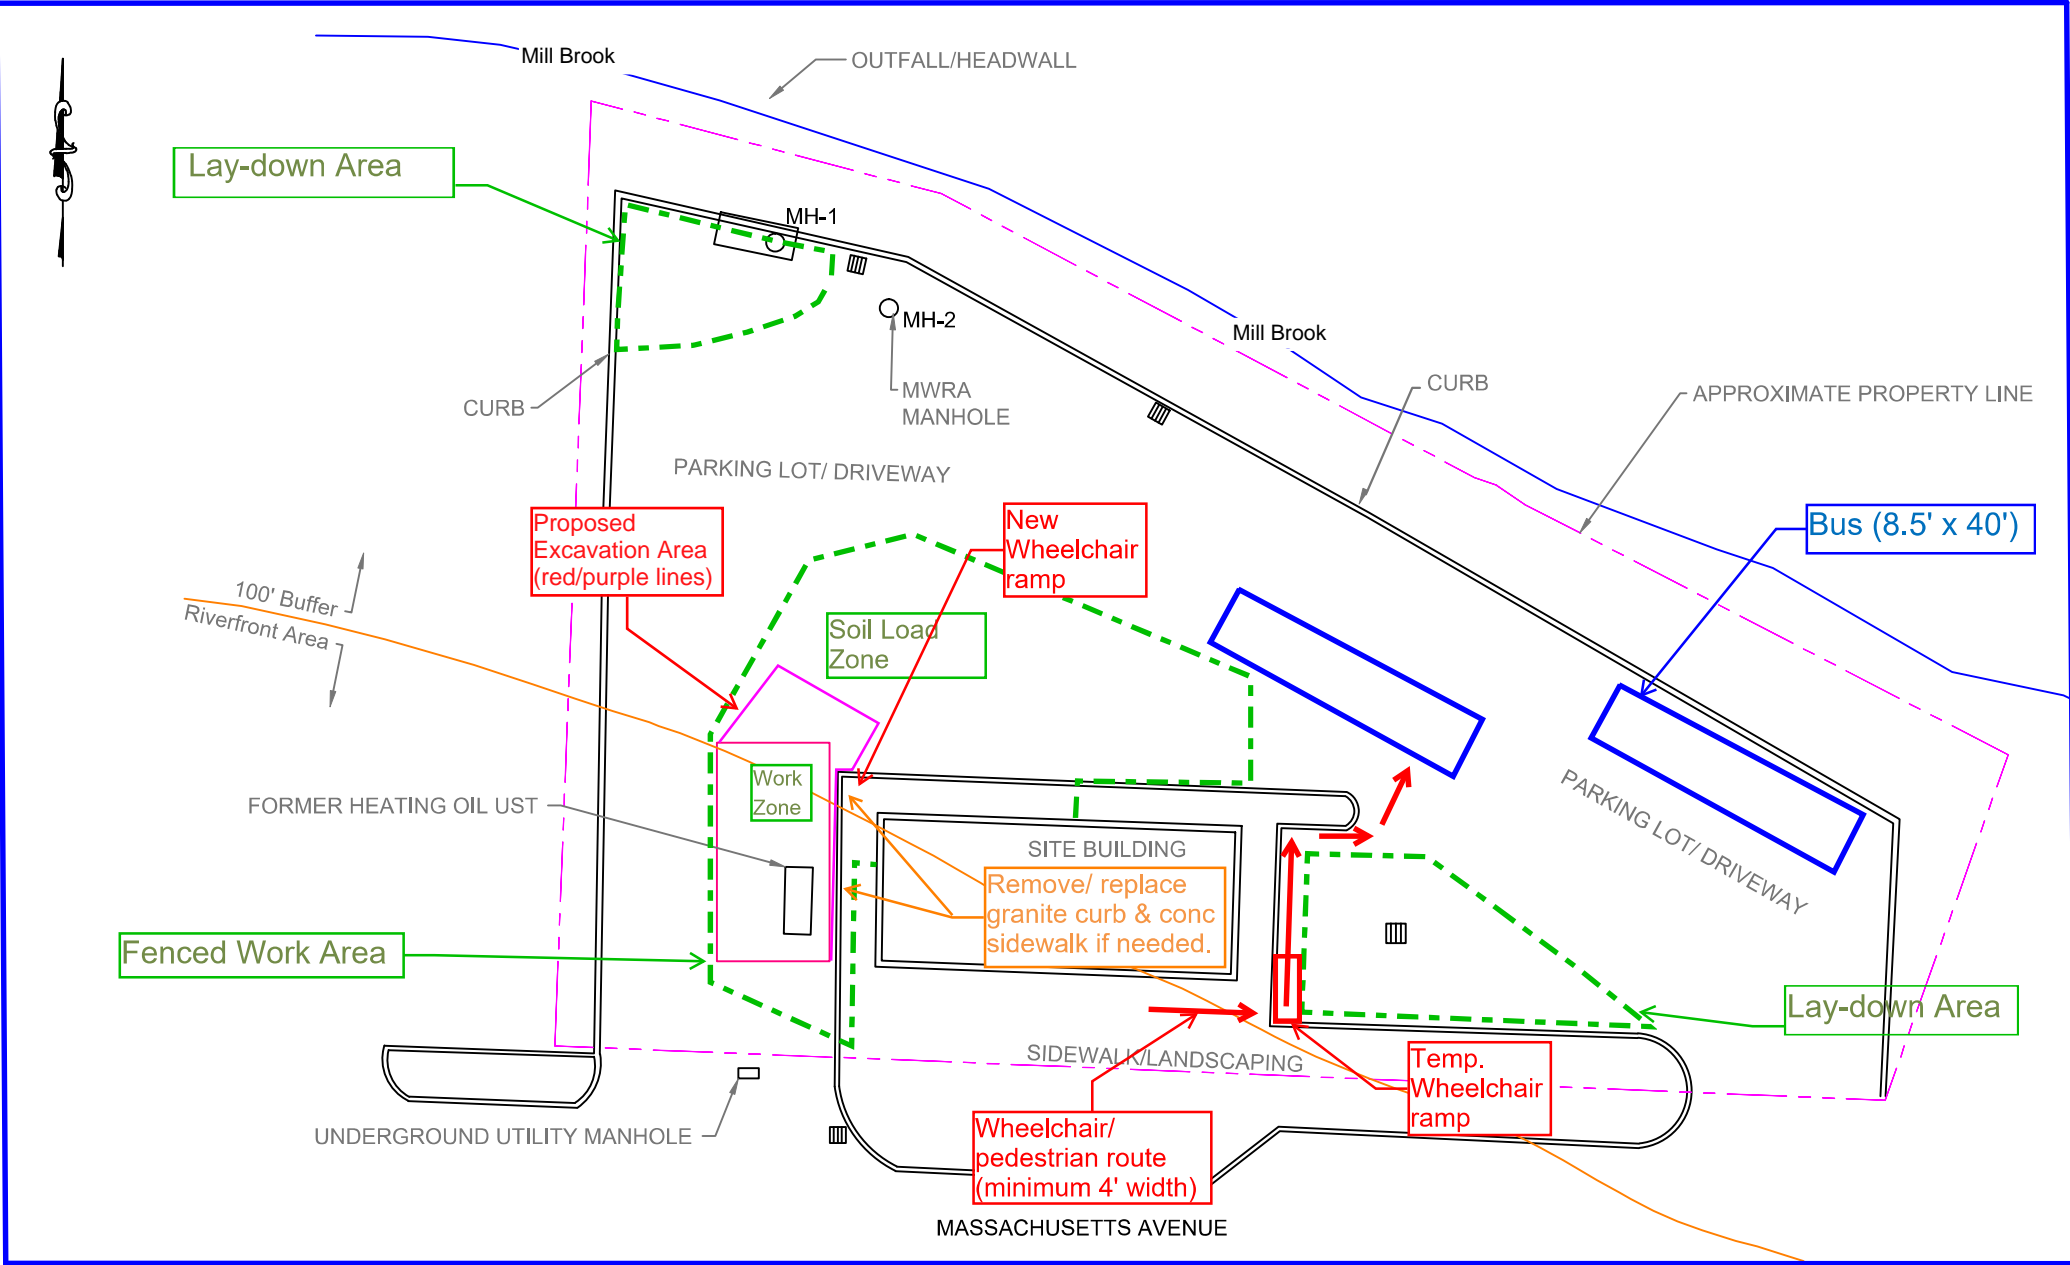 Mill Brook
OUTFALL/HEADWALL
Lay-down Area
MH-1
MH-2
Mill Brook
CURB
MWRA
MANHOLE
CURB
APPROXIMATE PROPERTY LINE
PARKING LOT/ DRIVEWAY
Proposed
Excavation Area
(red/purple lines)
New
Wheelchair
ramp
Bus (8.5' x 40')
100' Buffer
Riverfront Area
Soil Load
Zone
Work
Zone
FORMER HEATING OIL UST
PARKING LOT/ DRIVEWAY
SITE BUILDING
Remove/ replace
granite curb & conc
sidewalk if needed.
Fenced Work Area
Lay-down Area
SIDEWALK/LANDSCAPING
Temp.
Wheelchair
ramp
UNDERGROUND UTILITY MANHOLE
Wheelchair/
pedestrian route
(minimum 4' width)
MASSACHUSETTS AVENUE